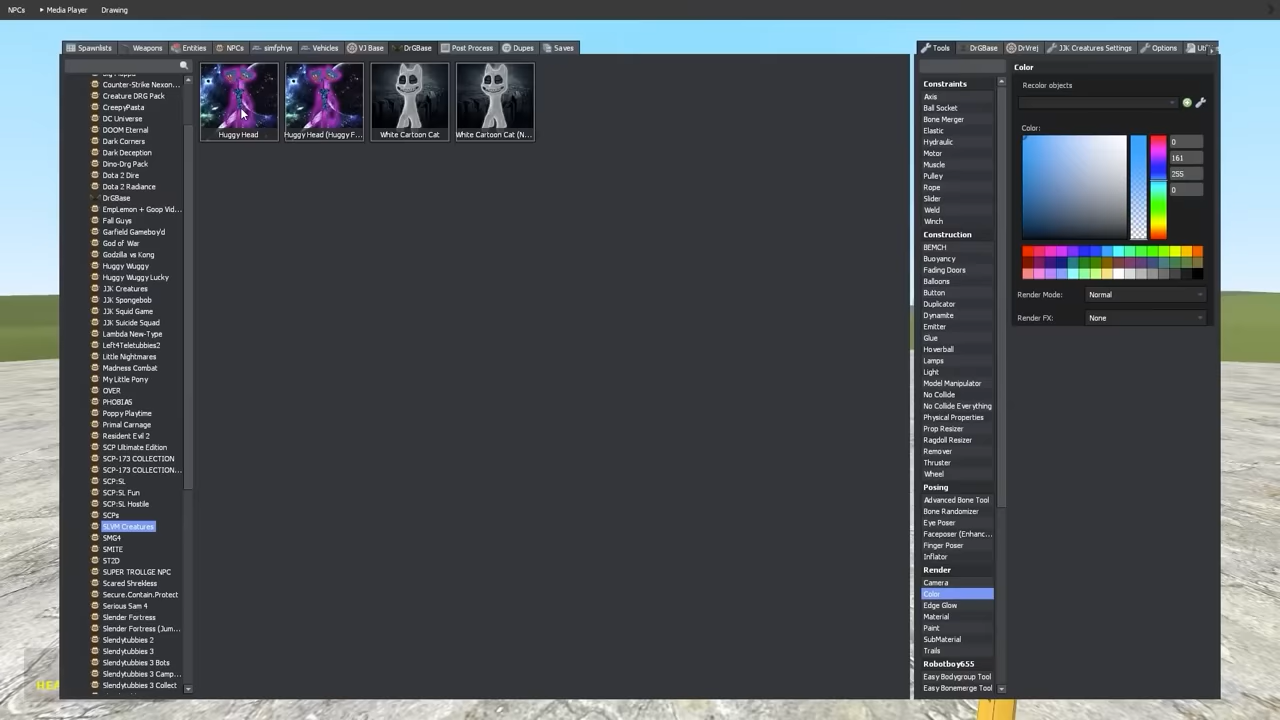 NPCs
Media Player
Drawing
Spawnlists
Weapons
Entities
NPCs
simfphys
Vehicles
VJ Base
DrGBase
Post Process
Dupes
Saves
Counter-Strike Nexon...
Creature DRG Pack
CreepyPasta
DC Universe
DOOM Eternal
Dark Corners
Dark Deception
Dino-Drg Pack
Dota 2 Dire
Dota 2 Radiance
DrGBase
EmpLemon + Goop Vid...
Fall Guys
Garfield Gameboy'd
God of War
Godzilla vs Kong
Huggy Wuggy
Huggy Wuggy Lucky
JJK Creatures
JJK Spongebob
JJK Squid Game
JJK Suicide Squad
Lambda New-Type
Left4Teletubbies2
Little Nightmares
Madness Combat
My Little Pony
OVER
PHOBIAS
Poppy Playtime
Primal Carnage
Resident Evil 2
SCP Ultimate Edition
SCP-173 COLLECTION
SCP-173 COLLECTION...
SCP:SL
SCP:SL Fun
SCP:SL Hostile
SCPs
SLVM Creatures
SMG4
SMITE
ST2D
SUPER TROLLGE NPC
Scared Shrekless
Secure.Contain.Protect
Serious Sam 4
Slender Fortress
Slender Fortress (Jum...
Slendytubbies 2
Slendytubbies 3
Slendytubbies 3 Bots
Slendytubbies 3 Camp...
Slendytubbies 3 Collect
Huggy Head
Huggy Head (Huggy F...
White Cartoon Cat
White Cartoon Cat (N...
Tools
DrGBase
DrVrej
JJK Creatures Settings
Options
Constraints
Axis
Ball Socket
Bone Merger
Elastic
Hydraulic
Motor
Muscle
Pulley
Rope
Slider
Weld
Winch
Construction
BEMCH
Buoyancy
Fading Doors
Balloons
Button
Duplicator
Dynamite
Emitter
Glue
Hoverball
Lamps
Light
Model Manipulator
No Collide
No Collide Everything
Physical Properties
Prop Resizer
Ragdoll Resizer
Remover
Thruster
Wheel
Posing
Advanced Bone Tool
Bone Randomizer
Eye Poser
Faceposer (Enhanc...
Finger Poser
Inflator
Render
Camera
Color
Edge Glow
Material
Paint
SubMaterial
Trails
Robotboy655
Easy Bodygroup Tool
Easy Bonemerge Tool
Color
Recolor objects
Color:
0
161
255
0
Render Mode:
Normal
Render FX:
None